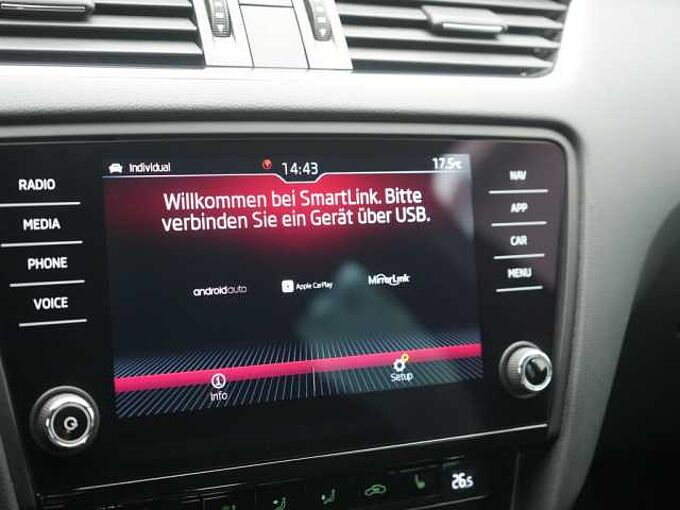 Individual
14:43
17.5°C
RADIO
MEDIA
PHONE
VOICE
Willkommen bei SmartLink. Bitte
verbinden Sie ein Gerät über USB.
androidauto
Apple CarPlay
MirrorLink
Info
Setup
NAV
APP
CAR
MENU
26.5